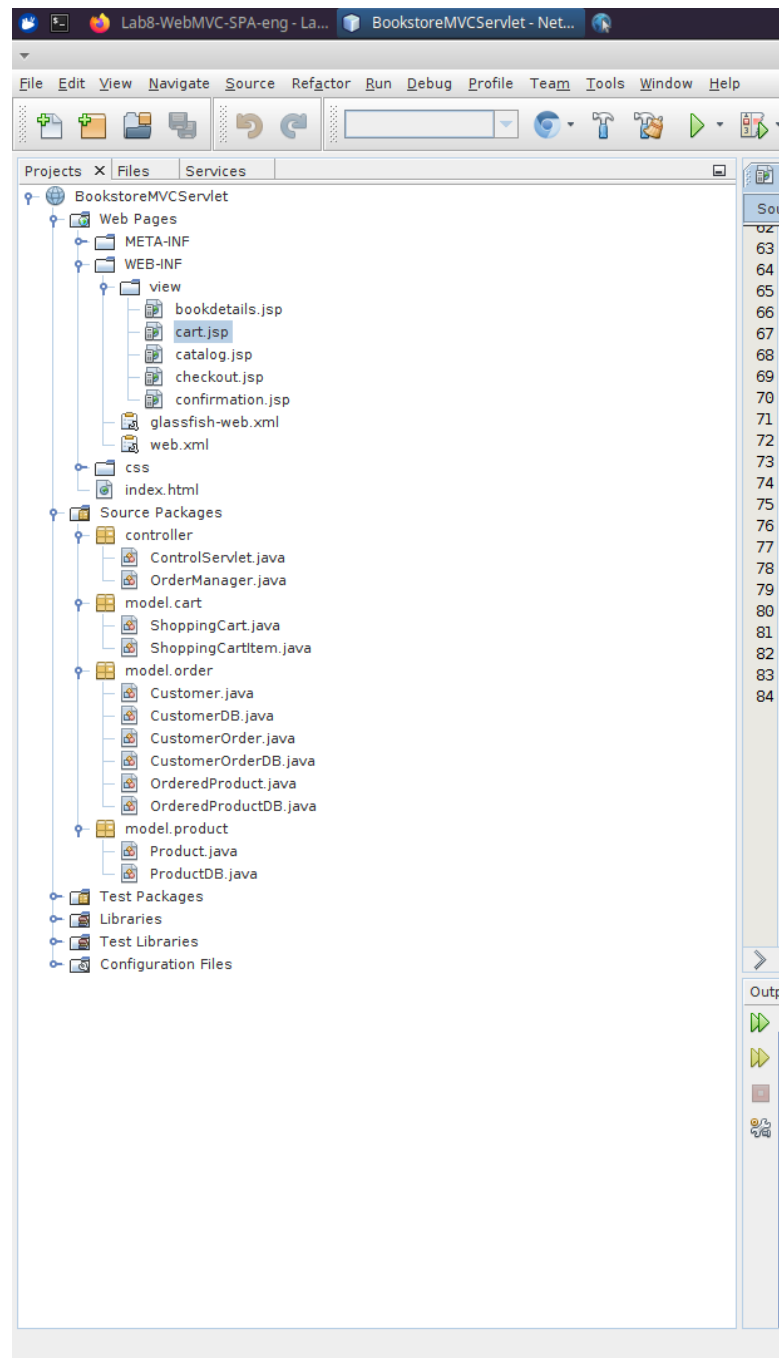 Lab8-WebMVC-SPA-eng - La... BookstoreMVCServlet - Net...
File Edit View Navigate Source Refactor Run Debug Profile Team Tools Window Help
Projects X Files Services
BookstoreMVCServlet
Web Pages
META-INF
WEB-INF
view
bookdetails.jsp
cart.jsp
catalog.jsp
checkout.jsp
confirmation.jsp
glassfish-web.xml
web.xml
css
index.html
Source Packages
controller
ControlServlet.java
OrderManager.java
model.cart
ShoppingCart.java
ShoppingCartItem.java
model.order
Customer.java
CustomerDB.java
CustomerOrder.java
CustomerOrderDB.java
OrderedProduct.java
OrderedProductDB.java
model.product
Product.java
ProductDB.java
Test Packages
Libraries
Test Libraries
Configuration Files
Sou
62
63
64
65
66
67
68
69
70
71
72
73
74
75
76
77
78
79
80
81
82
83
84
Outp